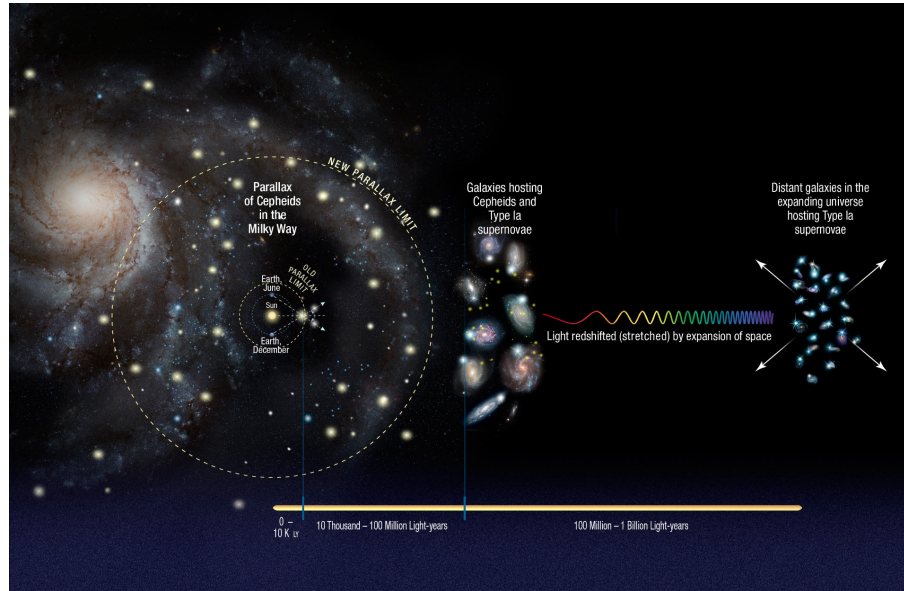 NEW PARALLAX LIMIT
Parallax
of Cepheids
in the
Milky Way
OLD
PARALLAX
LIMIT
Earth,
June
Sun
Earth,
December
Galaxies hosting
Cepheids and
Type Ia
supernovae
Light redshifted (stretched) by expansion of space
Distant galaxies in the
expanding universe
hosting Type Ia
supernovae
0 –
10 K LY
10 Thousand – 100 Million Light-years
100 Million – 1 Billion Light-years